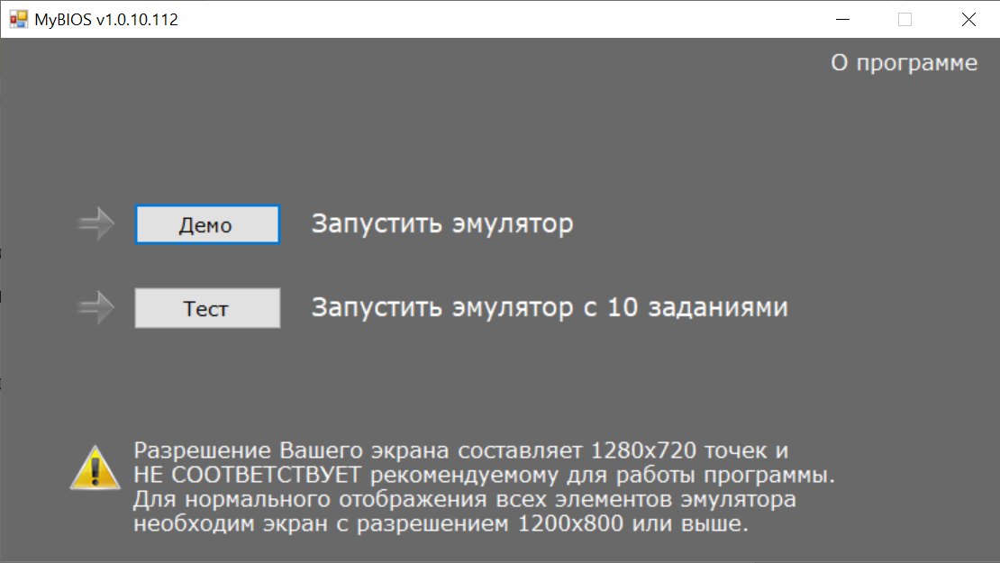 MyBIOS v1.0.10.112
О программе
Демо Запустить эмулятор
Тест Запустить эмулятор с 10 заданиями
Разрешение Вашего экрана составляет 1280x720 точек и
НЕ СООТВЕТСТВУЕТ рекомендуемому для работы программы.
Для нормального отображения всех элементов эмулятора
необходим экран с разрешением 1200x800 или выше.